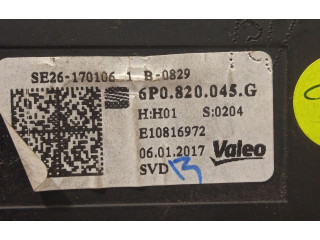 SE26-170106 1 B-0829
6P0.820.045.G
H:H01 S:0204
E10816972
06.01.2017 Valeo
SVD